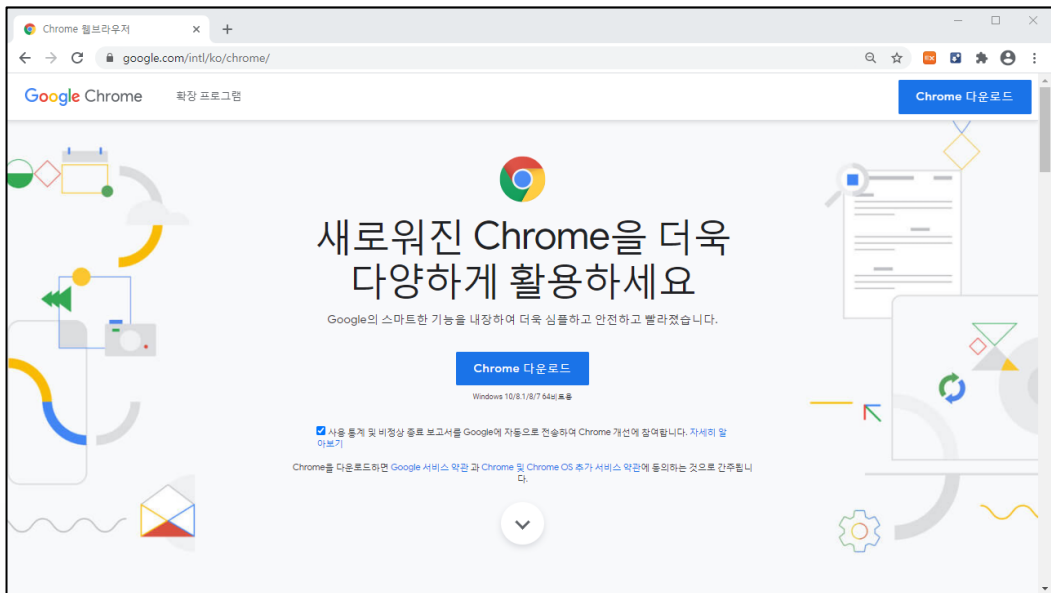 Chrome 웹브라우저
google.com/intl/ko/chrome/
Google Chrome 확장 프로그램 Chrome 다운로드
새로워진 Chrome을 더욱
다양하게 활용하세요
Google의 스마트한 기능을 내장하여 더욱 심플하고 안전하고 빨라졌습니다.
Chrome 다운로드
Windows 10/8.1/8/7 64비트용
사용 통계 및 비정상 종료 보고서를 Google에 자동으로 전송하여 Chrome 개선에 참여합니다. 자세히 알
아보기
Chrome을 다운로드하면 Google 서비스 약관 과 Chrome 및 Chrome OS 추가 서비스 약관에 동의하는 것으로 간주됩니
다.